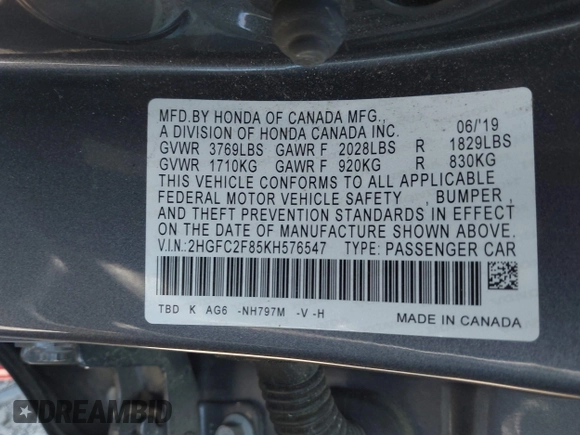 MFD.BY HONDA OF CANADA MFG.,
A DIVISION OF HONDA CANADA INC. 06/'19
GVWR 3769LBS GAWR F 2028LBS R 1829LBS
GVWR 1710KG GAWR F 920KG R 830KG
THIS VEHICLE CONFORMS TO ALL APPLICABLE
FEDERAL MOTOR VEHICLE SAFETY , BUMPER ,
AND THEFT PREVENTION STANDARDS IN EFFECT
ON THE DATE OF MANUFACTURE SHOWN ABOVE.
V.I.N.:2HGFC2F85KH576547 TYPE: PASSENGER CAR
TBD K AG6 -NH797M -V -H
MADE IN CANADA
DREAMBID